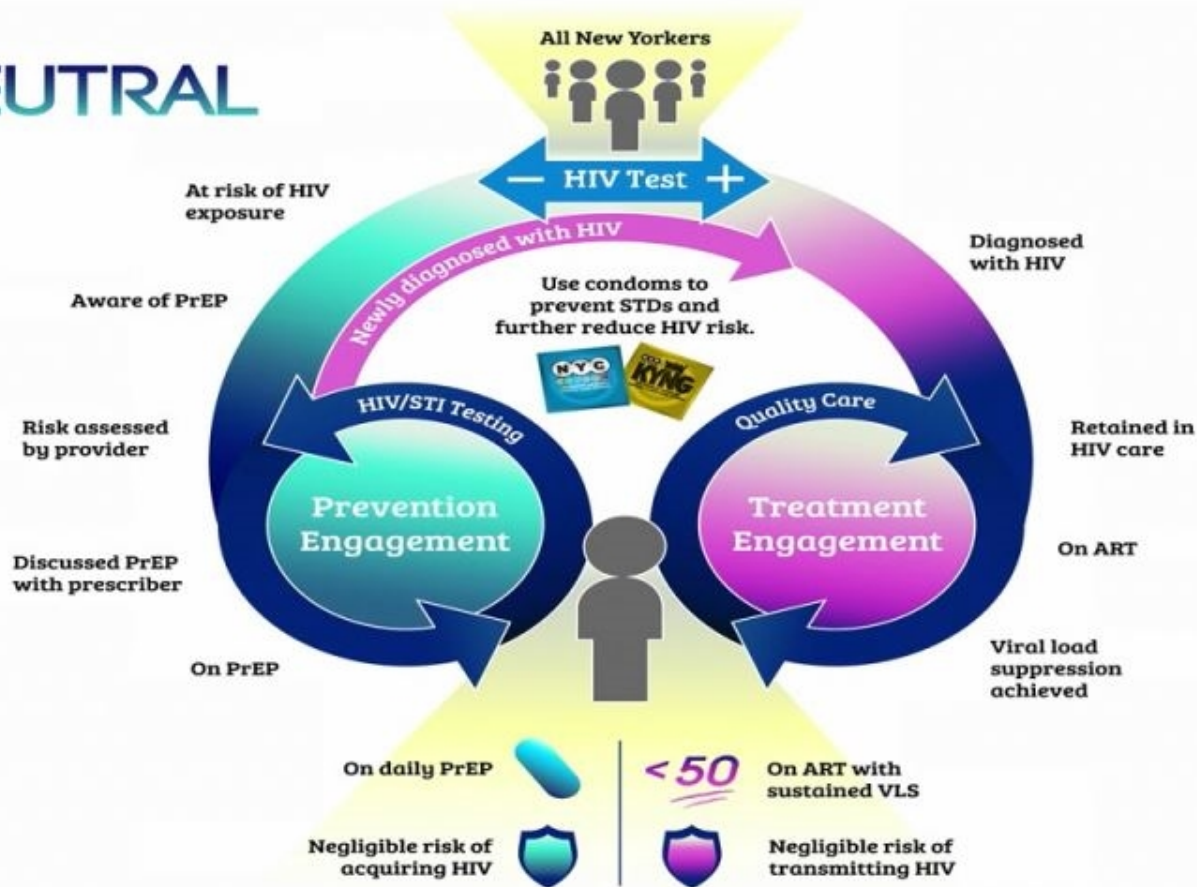 EUTRAL
All New Yorkers
− HIV Test +
At risk of HIV
exposure
Aware of PrEP
Risk assessed
by provider
Discussed PrEP
with prescriber
On PrEP
Newly diagnosed with HIV
Use condoms to
prevent STDs and
further reduce HIV risk.
NYC
KYNG
HIV/STI Testing
Prevention
Engagement
Quality Care
Treatment
Engagement
Diagnosed
with HIV
Retained in
HIV care
On ART
Viral load
suppression
achieved
On daily PrEP
Negligible risk of
acquiring HIV
<50
On ART with
sustained VLS
Negligible risk of
transmitting HIV